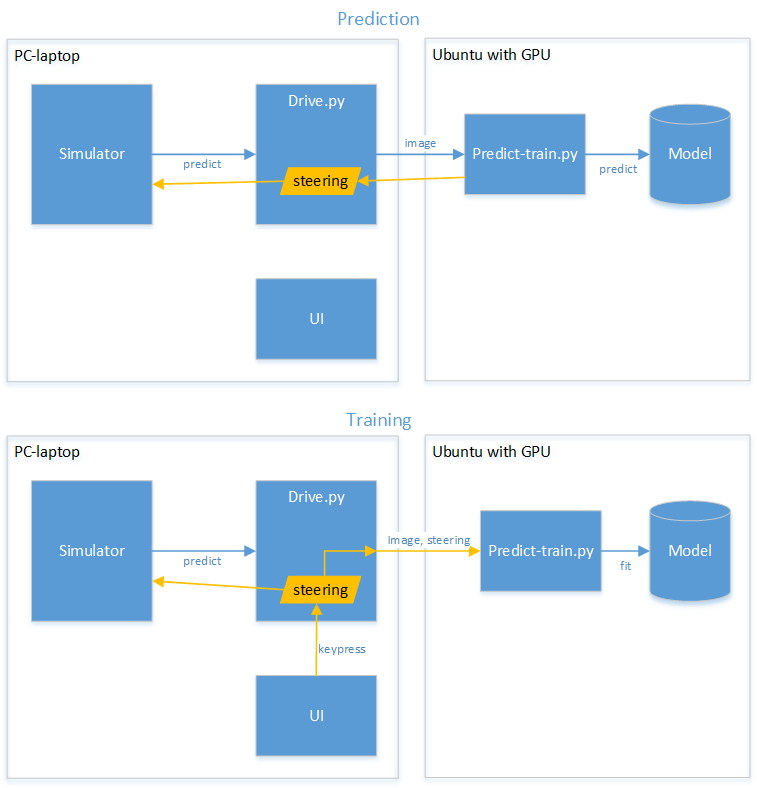 Prediction
PC-laptop
Ubuntu with GPU
Simulator
predict
Drive.py
steering
image
Predict-train.py
predict
Model
UI
Training
PC-laptop
Ubuntu with GPU
Simulator
predict
Drive.py
steering
Image, steering
Predict-train.py
fit
Model
keypress
UI